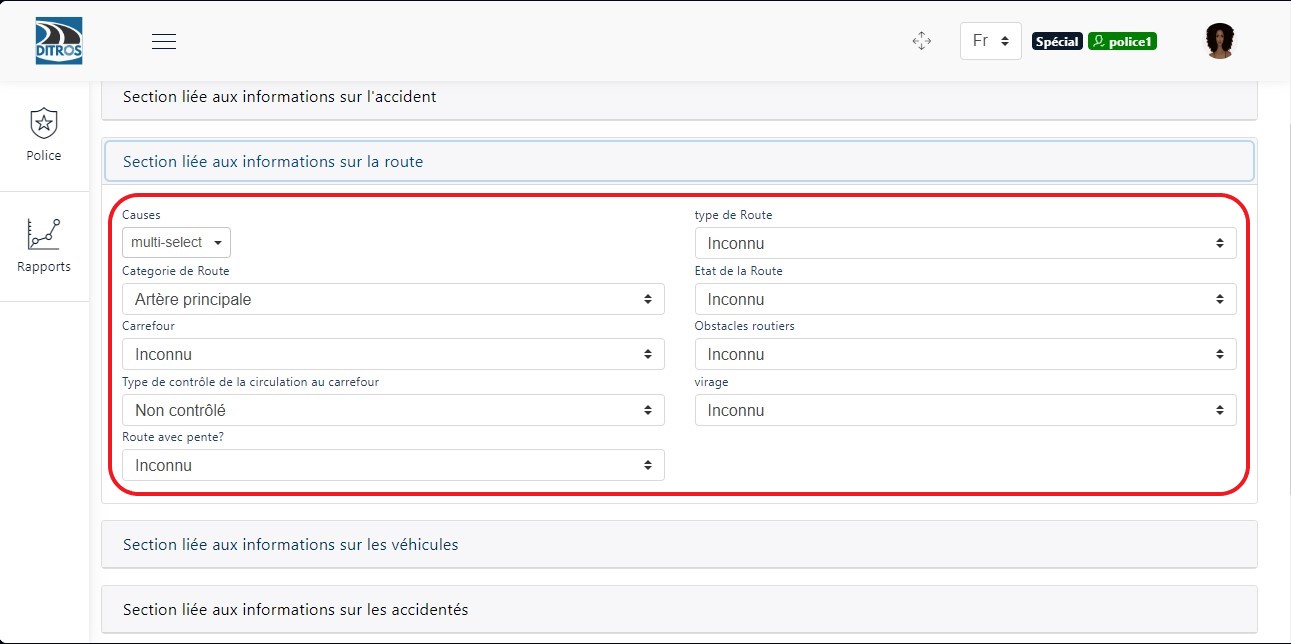 DITROS
Fr
Spécial
police1
Police
Rapports
Section liée aux informations sur l'accident
Section liée aux informations sur la route
Causes
multi-select
type de Route
Inconnu
Categorie de Route
Artère principale
Etat de la Route
Inconnu
Carrefour
Inconnu
Obstacles routiers
Inconnu
Type de contrôle de la circulation au carrefour
Non contrôlé
virage
Inconnu
Route avec pente?
Inconnu
Section liée aux informations sur les véhicules
Section liée aux informations sur les accidentés